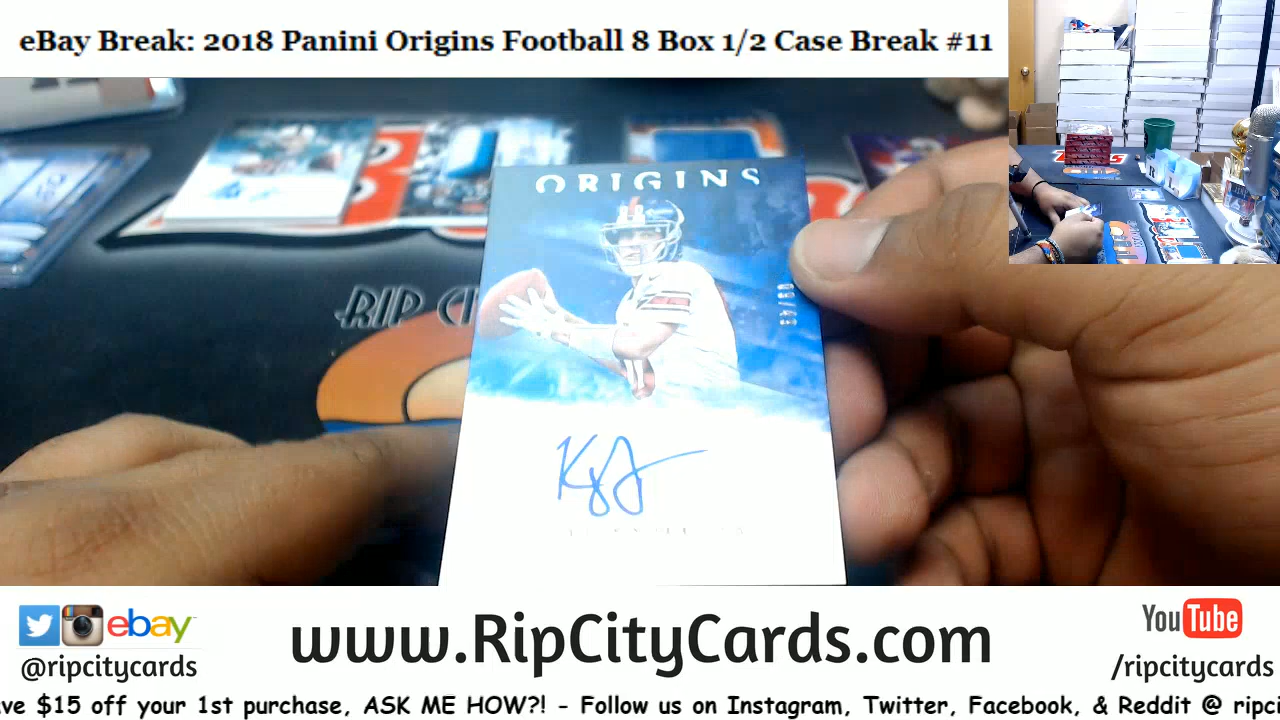 eBay Break: 2018 Panini Origins Football 8 Box 1/2 Case Break #11
ORIGINS
RIP CI
ebay
@ripcitycards
www.RipCityCards.com
YouTube
/ripcitycards
ve $15 off your 1st purchase, ASK ME HOW?! - Follow us on Instagram, Twitter, Facebook, & Reddit @ ripci